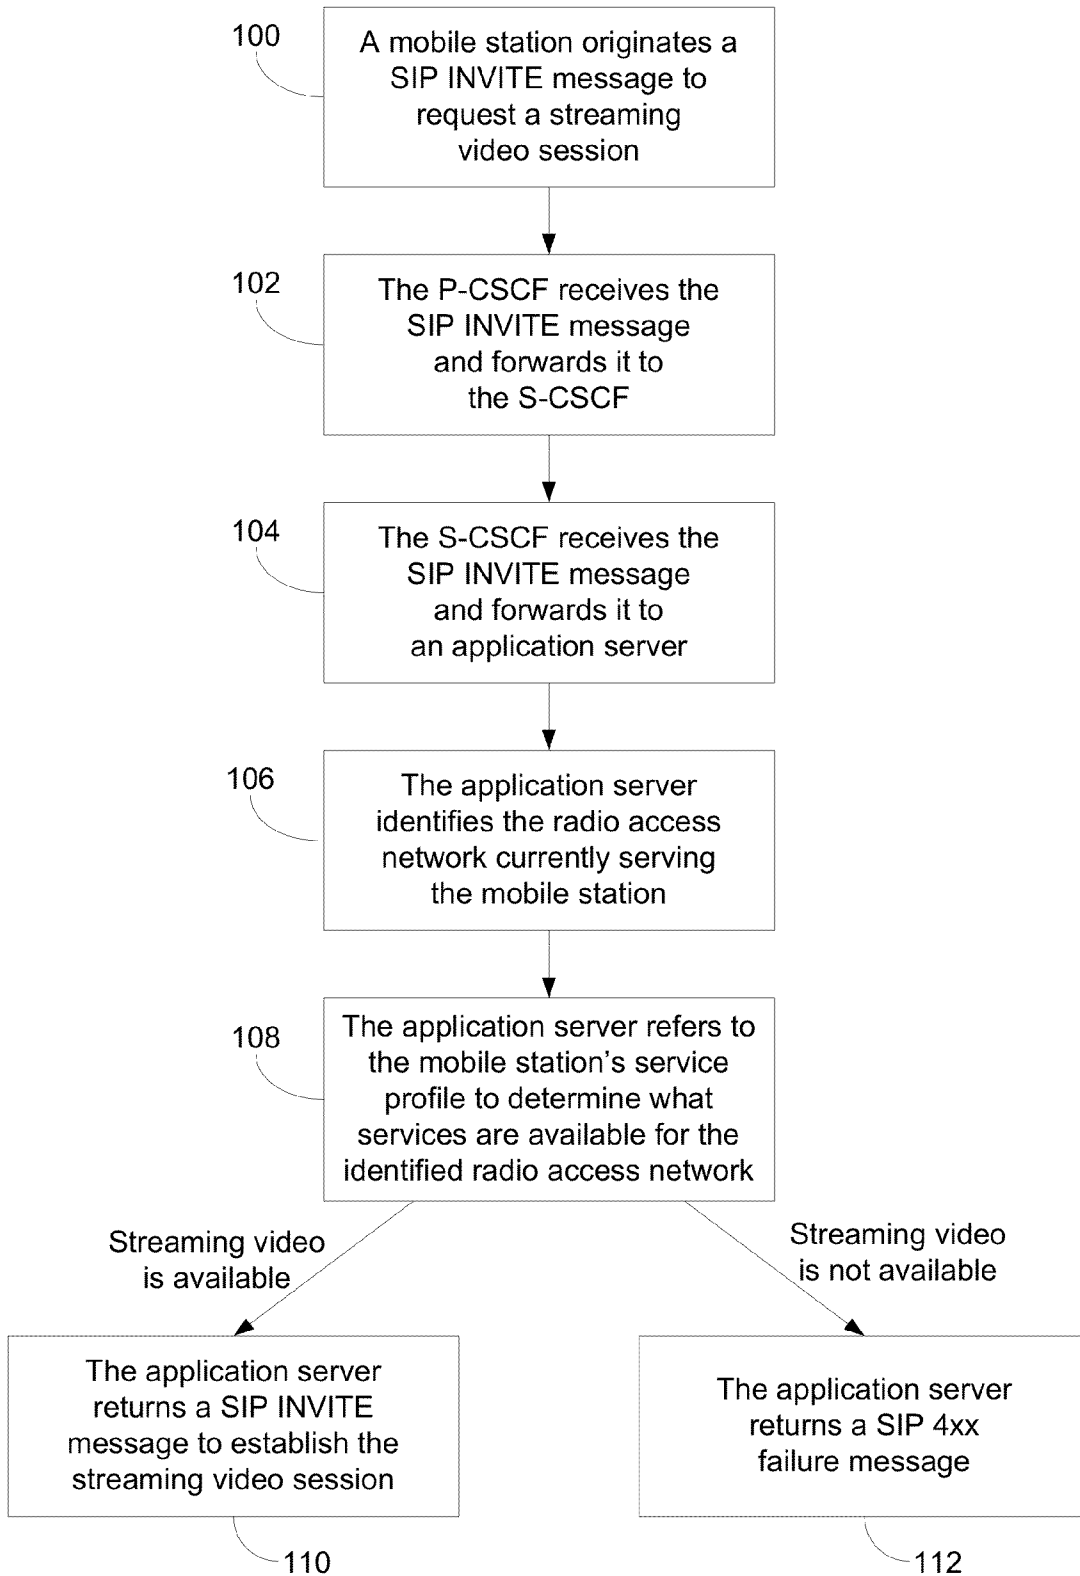 100
A mobile station originates a
SIP INVITE message to
request a streaming
video session
102
The P-CSCF receives the
SIP INVITE message
and forwards it to
the S-CSCF
104
The S-CSCF receives the
SIP INVITE message
and forwards it to
an application server
106
The application server
identifies the radio access
network currently serving
the mobile station
108
The application server refers to
the mobile station's service
profile to determine what
services are available for the
identified radio access network
Streaming video
is available
Streaming video
is not available
The application server
returns a SIP INVITE
message to establish the
streaming video session
The application server
returns a SIP 4xx
failure message
110
112